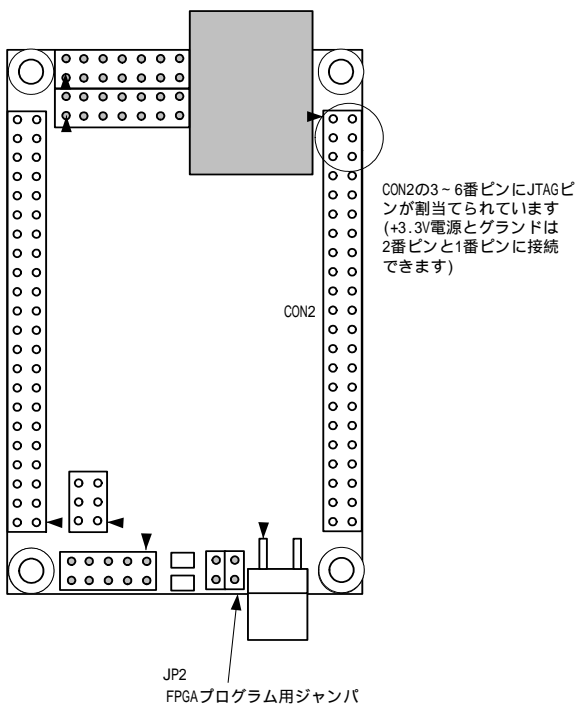 CON2の3~6番ピンにJTAGピ
ンが割当てられています
(+3.3V電源とグランドは
2番ピンと1番ピンに接続
できます)
CON2
JP2
FPGAプログラム用ジャンパ